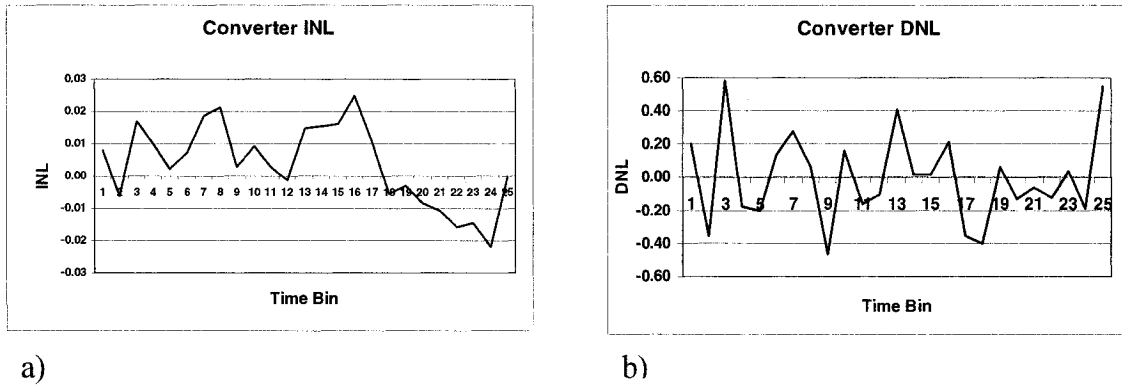 Converter INL
0.03
0.02
0.01
0.00
-0.01
-0.02
-0.03
INL
1 2 3 4 5 6 7 8 9 10 11 12 13 14 15 16 17 18 19 20 21 22 23 24 25
Time Bin
a)
Converter DNL
0.60
0.40
0.20
0.00
-0.20
-0.40
-0.60
DNL
1 3 5 7 9 11 13 15 17 19 21 23 25
Time Bin
b)